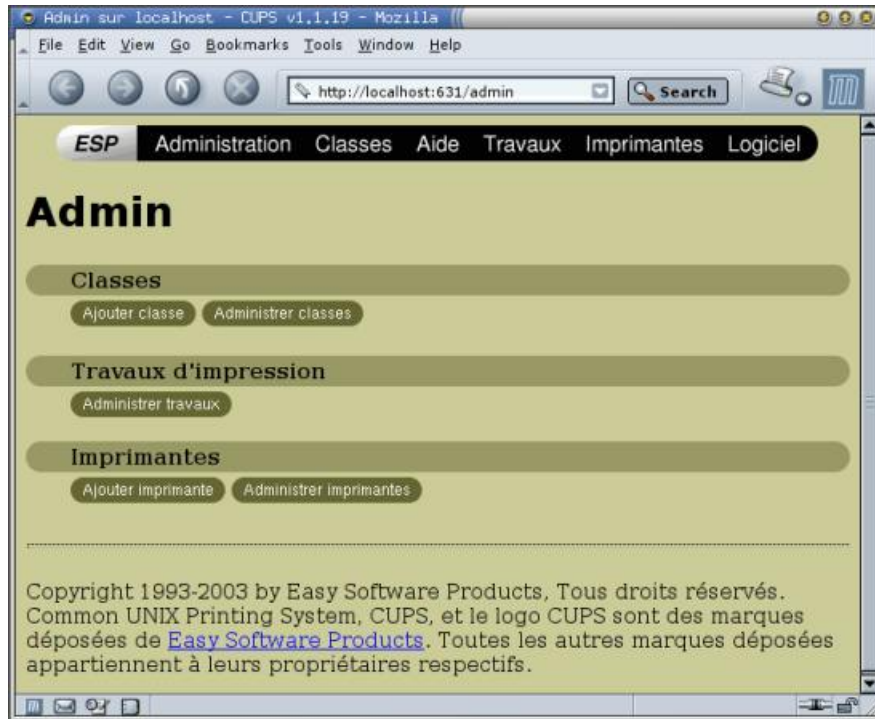 Admin sur localhost - CUPS v1.1.19 - Mozilla
File Edit View Go Bookmarks Tools Window Help
http://localhost:631/admin
Search
ESP Administration Classes Aide Travaux Imprimantes Logiciel
Admin
Classes
Ajouter classe Administrer classes
Travaux d'impression
Administrer travaux
Imprimantes
Ajouter imprimante Administrer imprimantes
Copyright 1993-2003 by Easy Software Products, Tous droits réservés.
Common UNIX Printing System, CUPS, et le logo CUPS sont des marques
déposées de Easy Software Products. Toutes les autres marques déposées
appartiennent à leurs propriétaires respectifs.